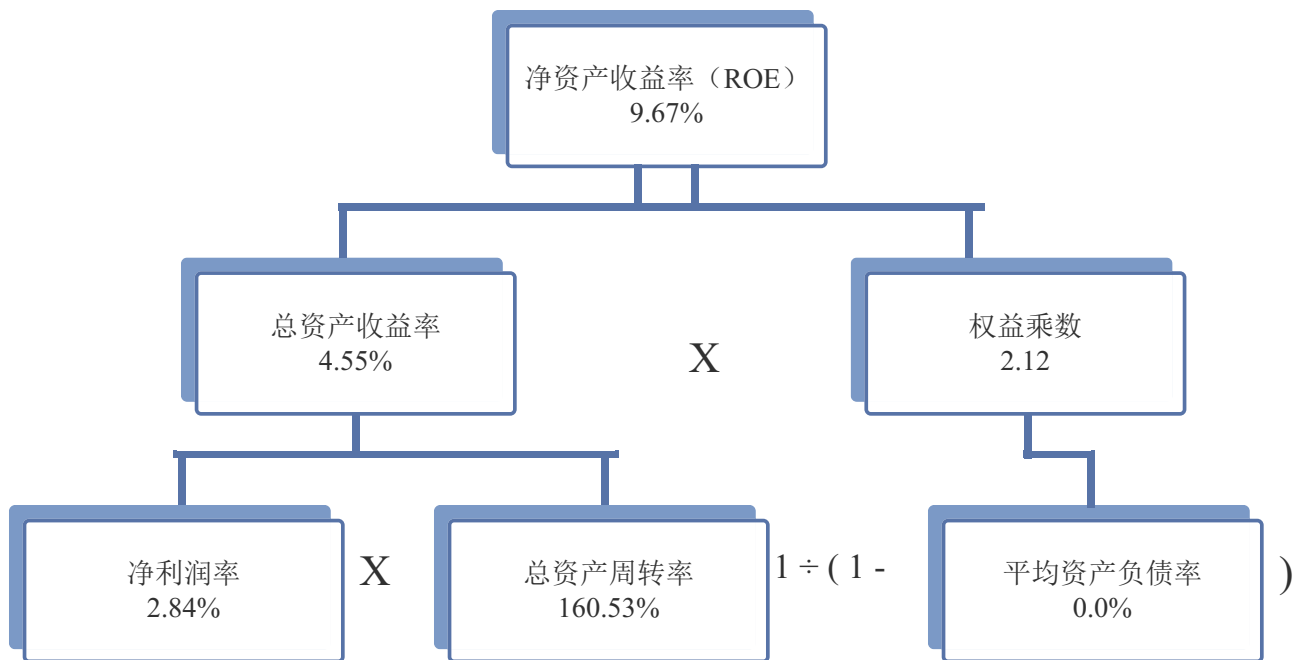 净资产收益率（ROE）
9.67%
总资产收益率
4.55%
X
权益乘数
2.12
净利润率
2.84%
X
总资产周转率
160.53%
1 ÷ ( 1 -
平均资产负债率
0.0%
)